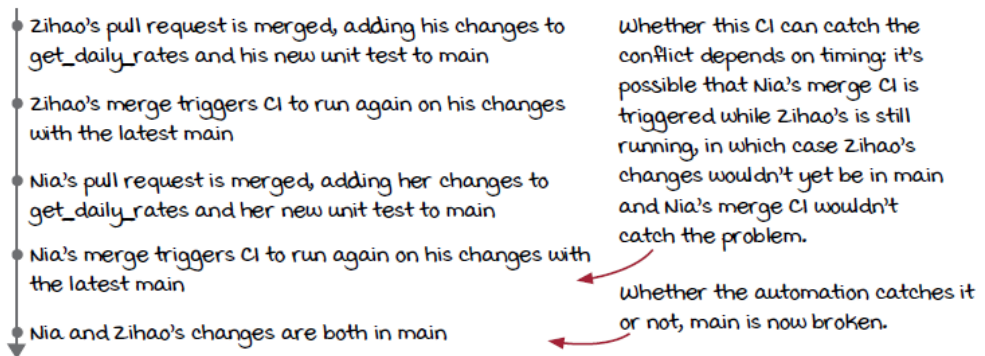 Zihao's pull request is merged, adding his changes to
get_daily_rates and his new unit test to main
Zihao's merge triggers CI to run again on his changes
with the latest main
Nia's pull request is merged, adding her changes to
get_daily_rates and her new unit test to main
Nia's merge triggers CI to run again on his changes with
the latest main
Nia and Zihao's changes are both in main
Whether this CI can catch the
conflict depends on timing: it's
possible that Nia's merge CI is
triggered while Zihao's is still
running, in which case Zihao's
changes wouldn't yet be in main
and Nia's merge CI wouldn't
catch the problem.
Whether the automation catches it
or not, main is now broken.